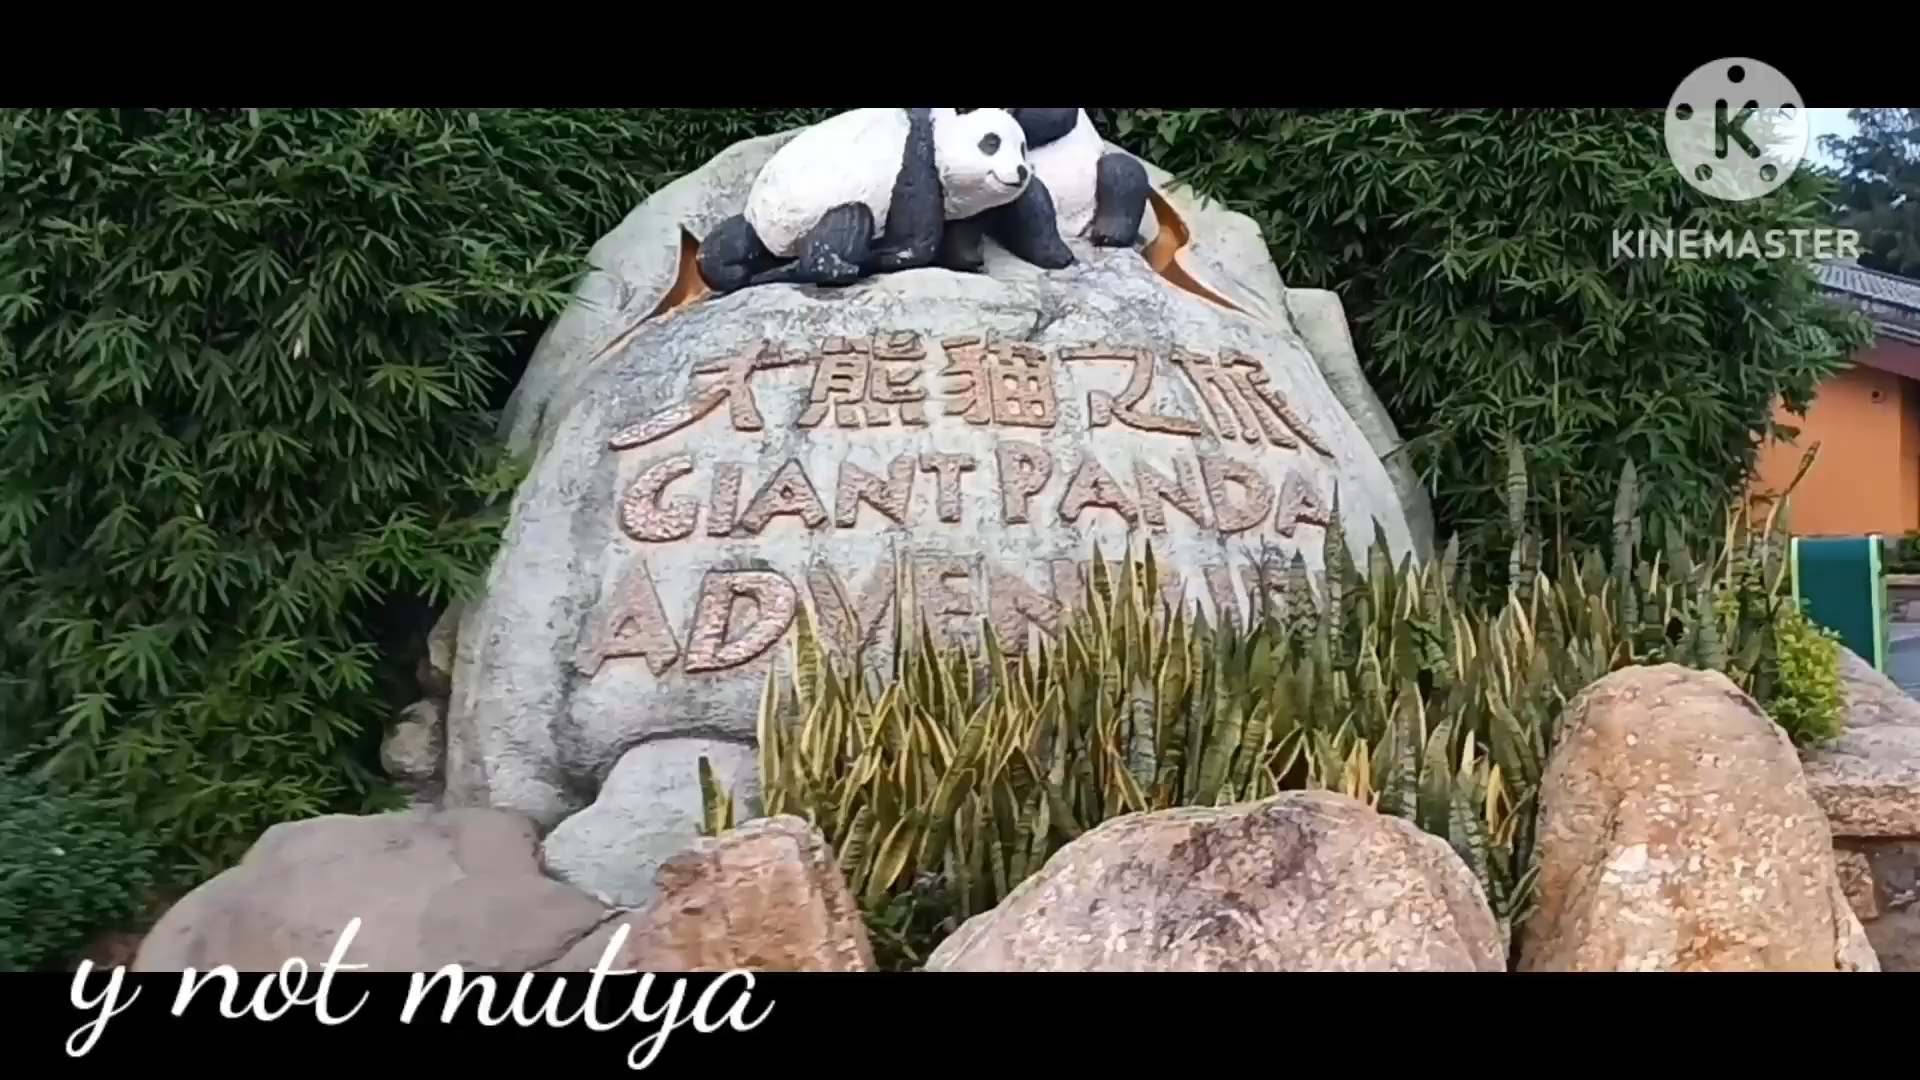 K
KINEMASTER
大熊猫之旅
GIANT PANDA
y not mutya